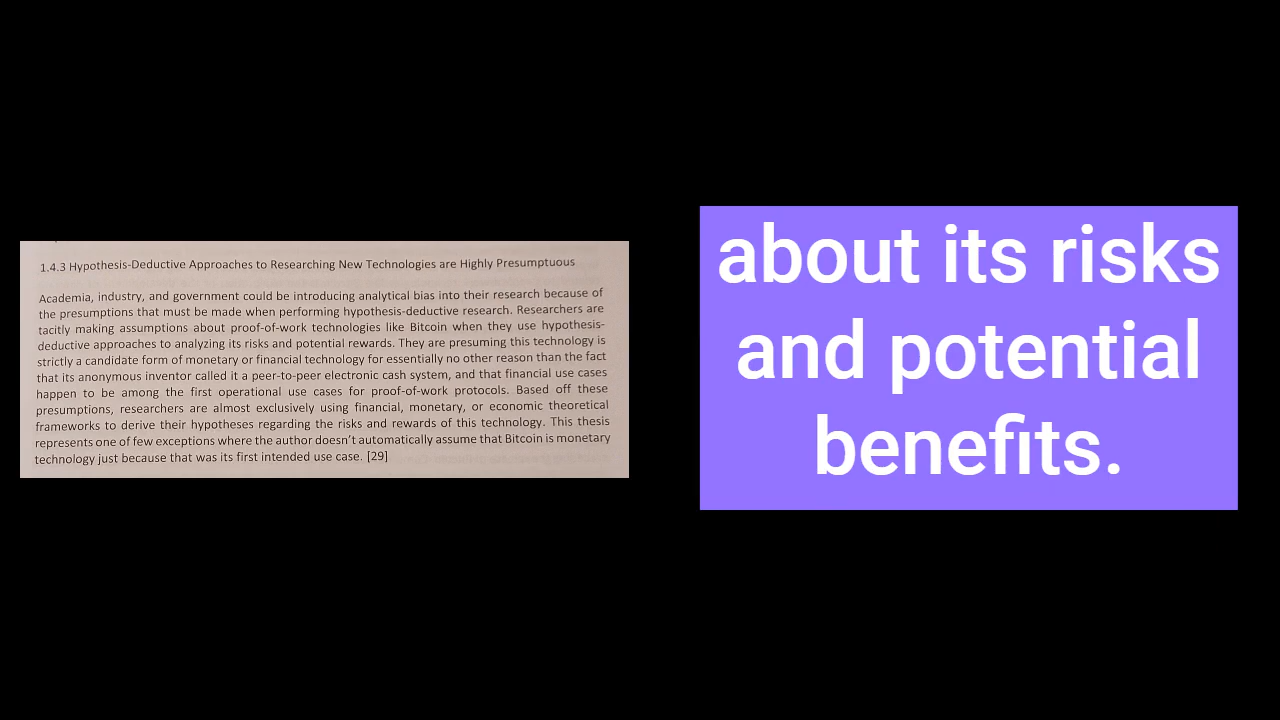 1.4.3 Hypothesis-Deductive Approaches to Researching New Technologies are Highly Presumptuous
Academia, industry, and government could be introducing analytical bias into their research because of
the presumptions that must be made when performing hypothesis-deductive research. Researchers are
tacitly making assumptions about proof-of-work technologies like Bitcoin when they use hypothesis-
deductive approaches to analyzing its risks and potential rewards. They are presuming this technology is
strictly a candidate form of monetary or financial technology for essentially no other reason than the fact
that its anonymous inventor called it a peer-to-peer electronic cash system, and that financial use cases
happen to be among the first operational use cases for proof-of-work protocols. Based off these
presumptions, researchers are almost exclusively using financial, monetary, or economic theoretical
frameworks to derive their hypotheses regarding the risks and rewards of this technology. This thesis
represents one of few exceptions where the author doesn't automatically assume that Bitcoin is monetary
technology just because that was its first intended use case. [29]
about its risks
and potential
benefits.